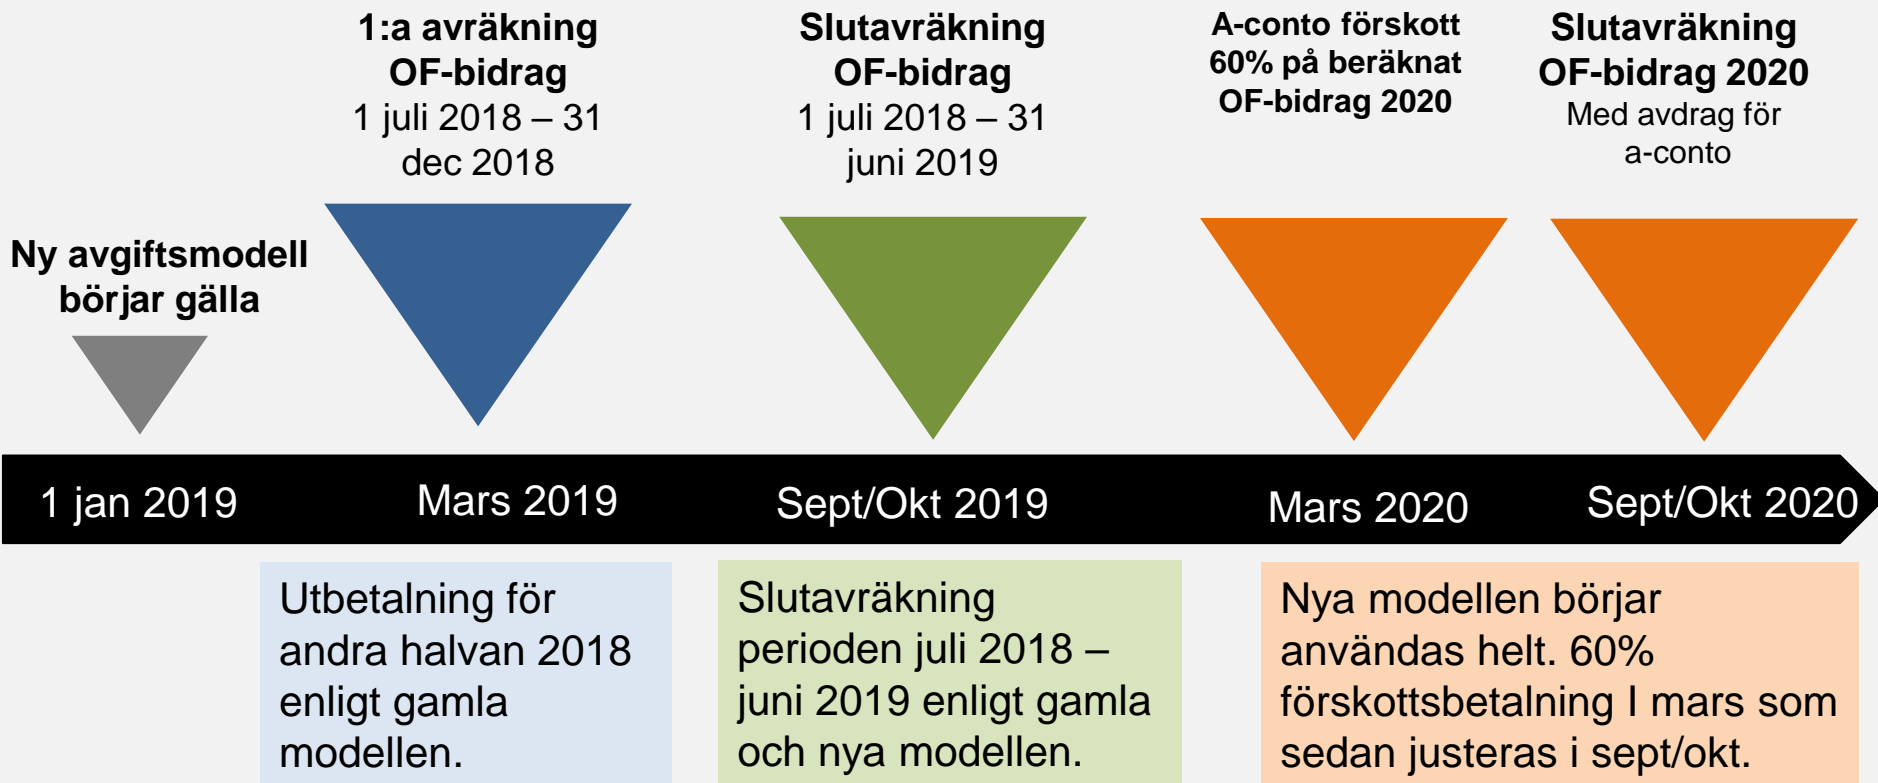 1:a avräkning
OF-bidrag
1 juli 2018 – 31
dec 2018
Slutavräkning
OF-bidrag
1 juli 2018 – 31
juni 2019
A-conto förskott
60% på beräknat
OF-bidrag 2020
Slutavräkning
OF-bidrag 2020
Med avdrag för
a-conto
Ny avgiftsmodell
börjar gälla
1 jan 2019
Mars 2019
Sept/Okt 2019
Mars 2020
Sept/Okt 2020
Utbetalning för
andra halvan 2018
enligt gamla
modellen.
Slutavräkning
perioden juli 2018 –
juni 2019 enligt gamla
och nya modellen.
Nya modellen börjar
användas helt. 60%
förskottsbetalning I mars som
sedan justeras i sept/okt.